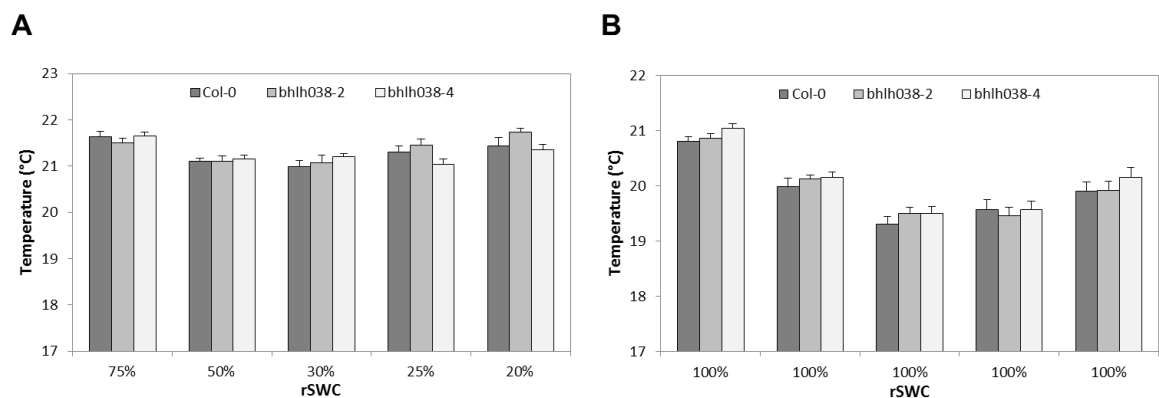 A
Col-0 bhlh038-2 bhlh038-4
Temperature (°C)
23
22
21
20
19
18
17
75% 50% 30% 25% 20%
rSWC
B
Col-0 bhlh038-2 bhlh038-4
Temperature (°C)
22
21
20
19
18
17
100% 100% 100% 100% 100%
rSWC